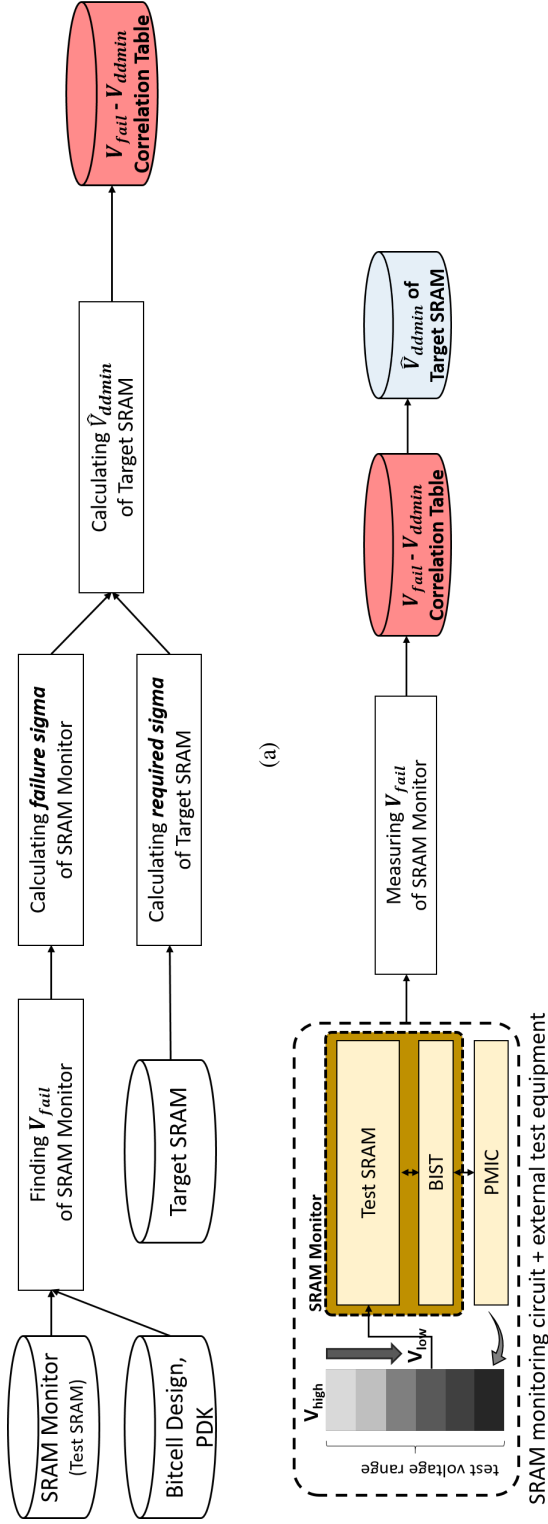 SRAM Monitor
(Test SRAM)
Bitcell Design,
PDK
Finding V_fail
of SRAM Monitor
Target SRAM
Calculating failure sigma
of SRAM Monitor
Calculating required sigma
of Target SRAM
Calculating V̂_ddmin
of Target SRAM
V_fail - V_ddmin
Correlation Table
(a)
test voltage range
V_high
V_low
SRAM Monitor
Test SRAM
BIST
PMIC
SRAM monitoring circuit + external test equipment
Measuring V_fail
of SRAM Monitor
V_fail - V_ddmin
Correlation Table
V̂_ddmin of
Target SRAM